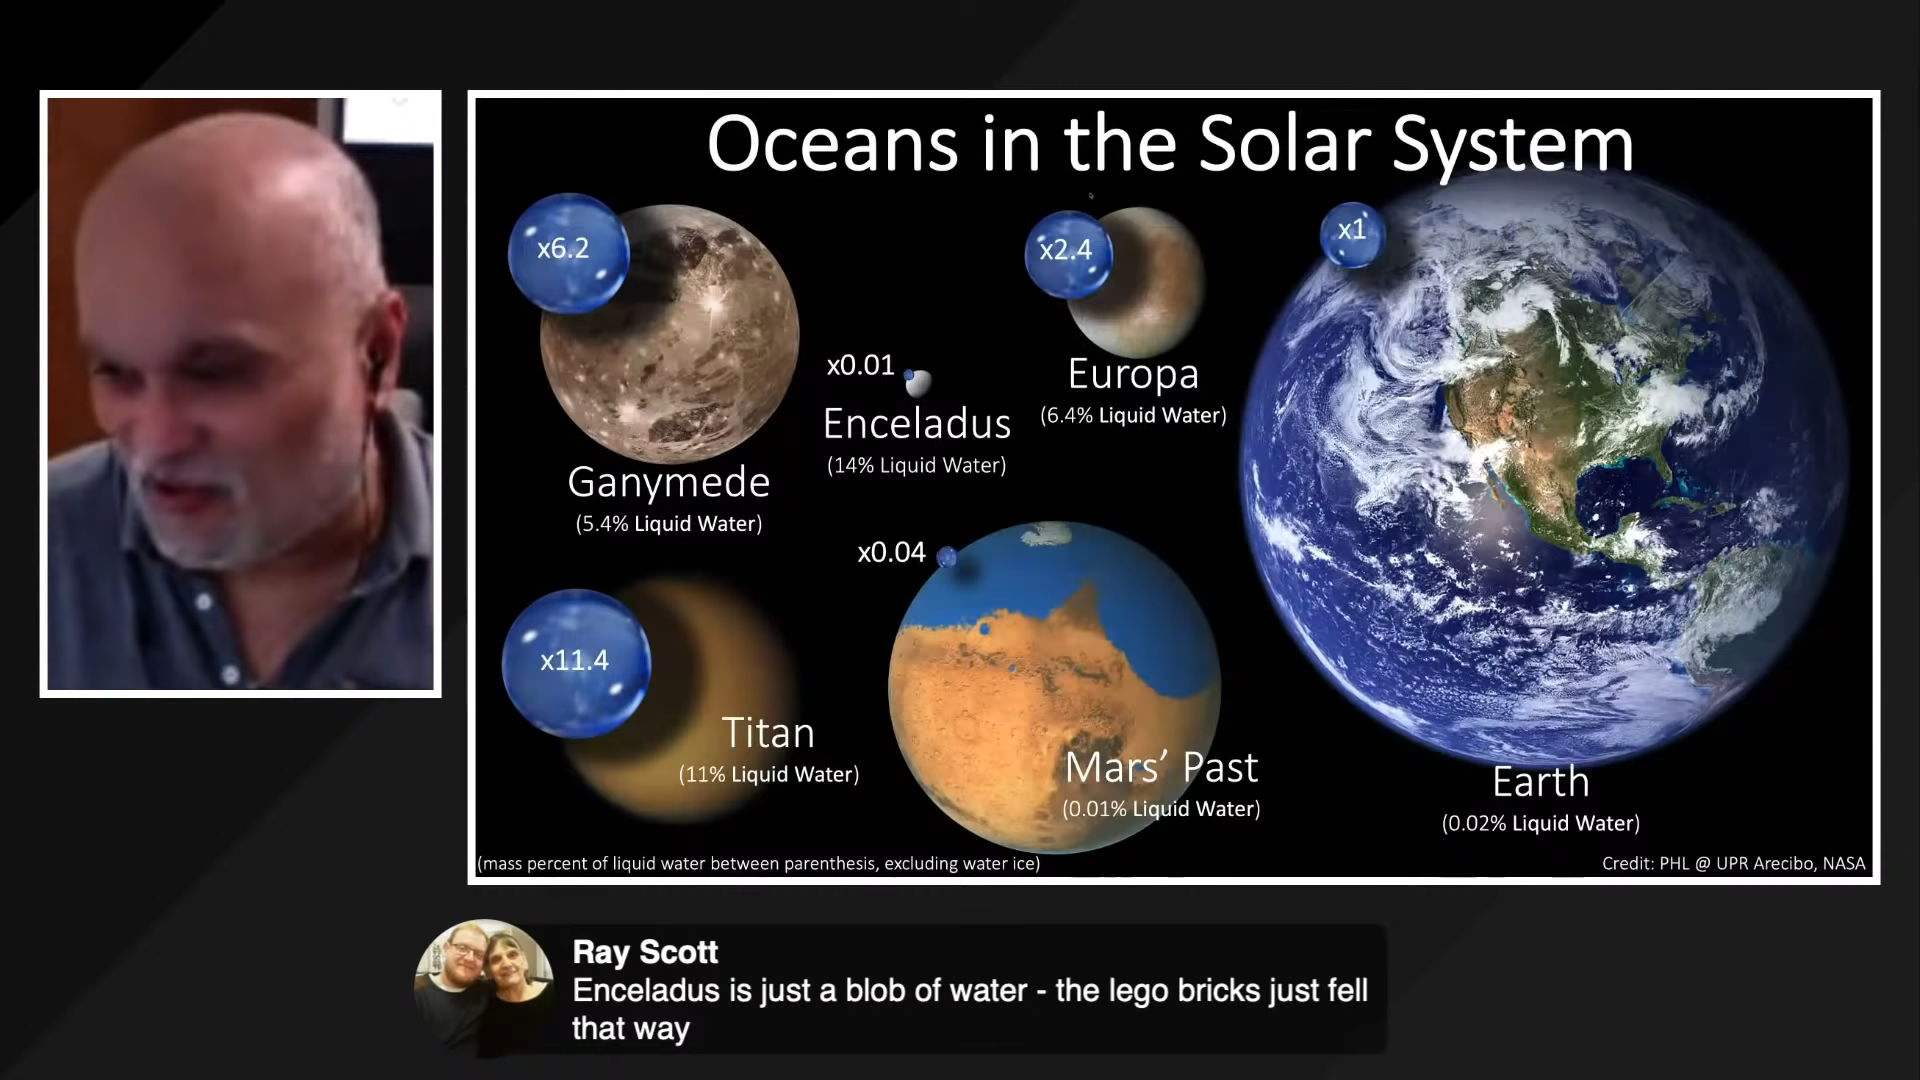 Oceans in the Solar System
x6.2
x2.4
x1
x0.01
Europa
(6.4% Liquid Water)
Enceladus
(14% Liquid Water)
Ganymede
(5.4% Liquid Water)
x0.04
x11.4
Titan
(11% Liquid Water)
Mars’ Past
(0.01% Liquid Water)
Earth
(0.02% Liquid Water)
(mass percent of liquid water between parenthesis, excluding water ice)
Credit: PHL @ UPR Arecibo, NASA
Ray Scott
Enceladus is just a blob of water - the lego bricks just fell
that way